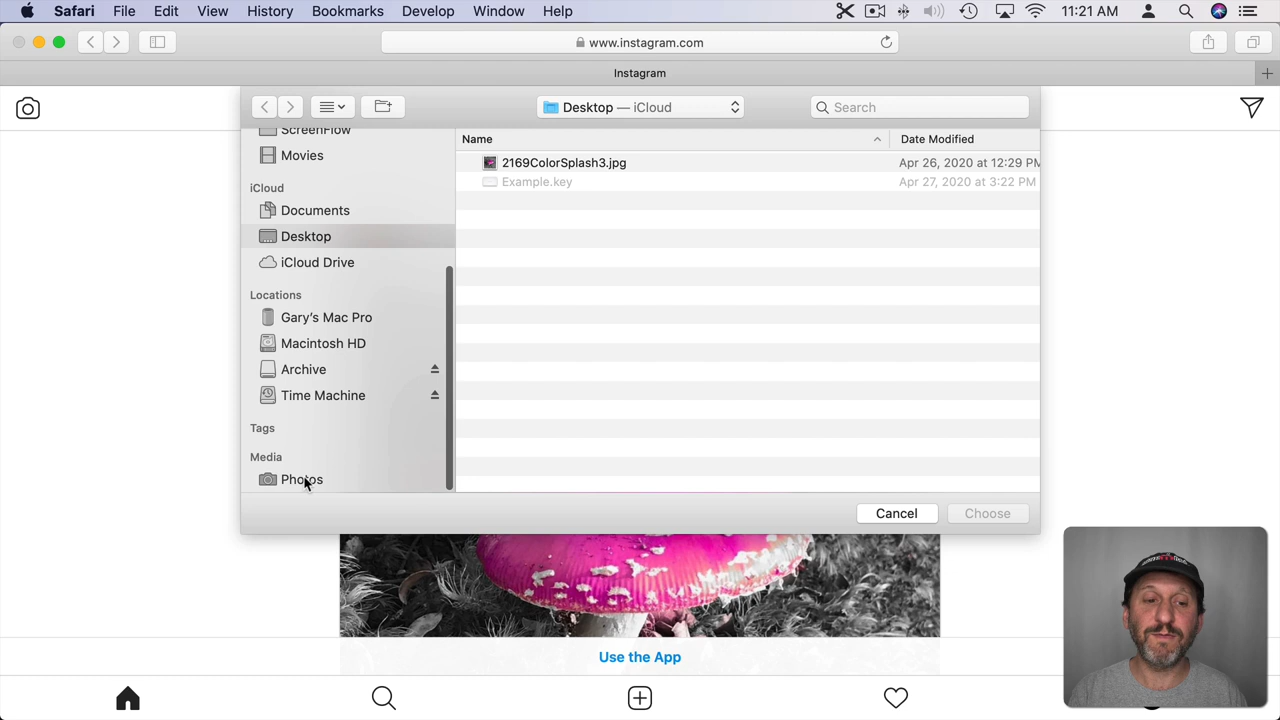 Safari File Edit View History Bookmarks Develop Window Help 11:21 AM
www.instagram.com
Instagram
Desktop — iCloud Search
Name Date Modified
ScreenFlow
Movies
iCloud
Documents
Desktop
iCloud Drive
Locations
Gary's Mac Pro
Macintosh HD
Archive
Time Machine
Tags
Media
Photos
2169ColorSplash3.jpg Apr 26, 2020 at 12:29 PM
Example.key Apr 27, 2020 at 3:22 PM
Cancel Choose
Use the App